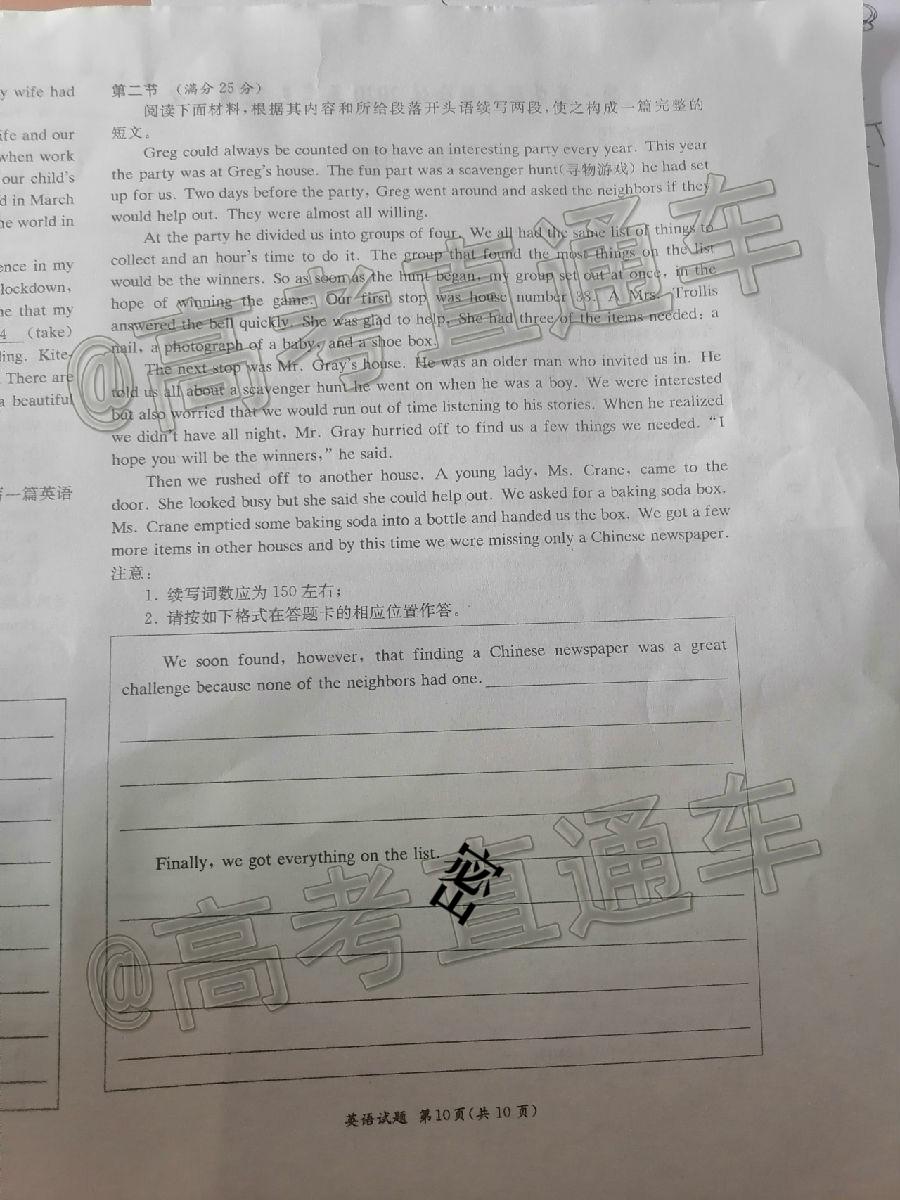 y wife had
ife and our
when work
our child's
d in March
he world in
ence in my
lockdown,
he that my
4 (take)
ling. Kite-
There are
a beautiful
写一篇英语
第二节 (满分25分)
阅读下面材料,根据其内容和所给段落开头语续写两段,使之构成一篇完整的
短文。
Greg could always be counted on to have an interesting party every year. This year
the party was at Greg's house. The fun part was a scavenger hunt(寻物游戏) he had set
up for us. Two days before the party, Greg went around and asked the neighbors if they
would help out. They were almost all willing.
At the party he divided us into groups of four. We all had the same list of things to
collect and an hour's time to do it. The group that found the most things on the list
would be the winners. So as soon as the hunt began, my group set out at once, in the
hope of winning the game. Our first stop was house number 38. A Mrs. Trollis
answered the bell quickly. She was glad to help. She had three of the items needed: a
nail, a photograph of a baby, and a shoe box.
The next stop was Mr. Gray's house. He was an older man who invited us in. He
told us all about a scavenger hunt he went on when he was a boy. We were interested
but also worried that we would run out of time listening to his stories. When he realized
we didn't have all night, Mr. Gray hurried off to find us a few things we needed. "I
hope you will be the winners," he said.
Then we rushed off to another house. A young lady, Ms. Crane, came to the
door. She looked busy but she said she could help out. We asked for a baking soda box.
Ms. Crane emptied some baking soda into a bottle and handed us the box. We got a few
more items in other houses and by this time we were missing only a Chinese newspaper.
注意:
1. 续写词数应为150左右;
2. 请按如下格式在答题卡的相应位置作答。
We soon found, however, that finding a Chinese newspaper was a great
challenge because none of the neighbors had one.
Finally, we got everything on the list.
密
英语试题 第10页(共10页)
@高考直通车
@高考直通车